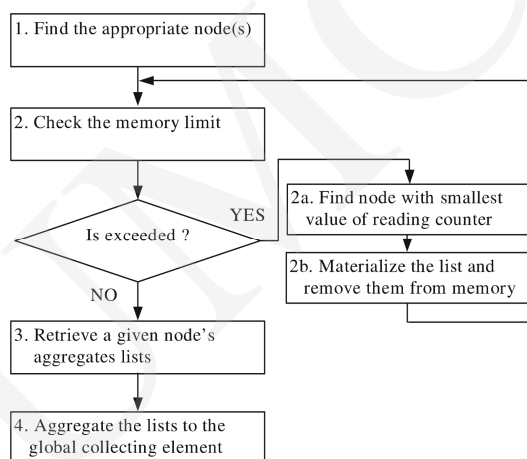 1. Find the appropriate node(s)
2. Check the memory limit
Is exceeded ?
YES
2a. Find node with smallest
value of reading counter
2b. Materialize the list and
remove them from memory
NO
3. Retrieve a given node's
aggregates lists
4. Aggregate the lists to the
global collecting element